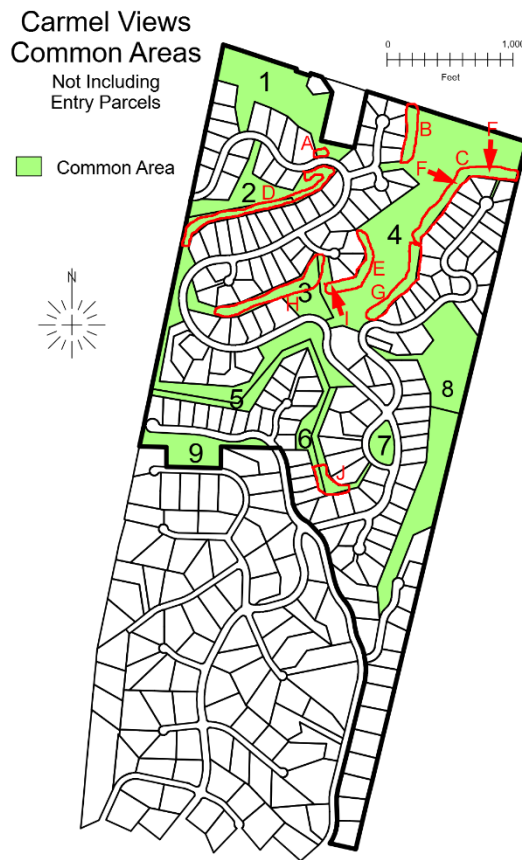 Carmel Views
Common Areas
Not Including
Entry Parcels
Common Area
0 1,000
Feet
N
1
2
3
4
5
6
7
8
9
A
B
C
D
E
F
F
G
H
I
J